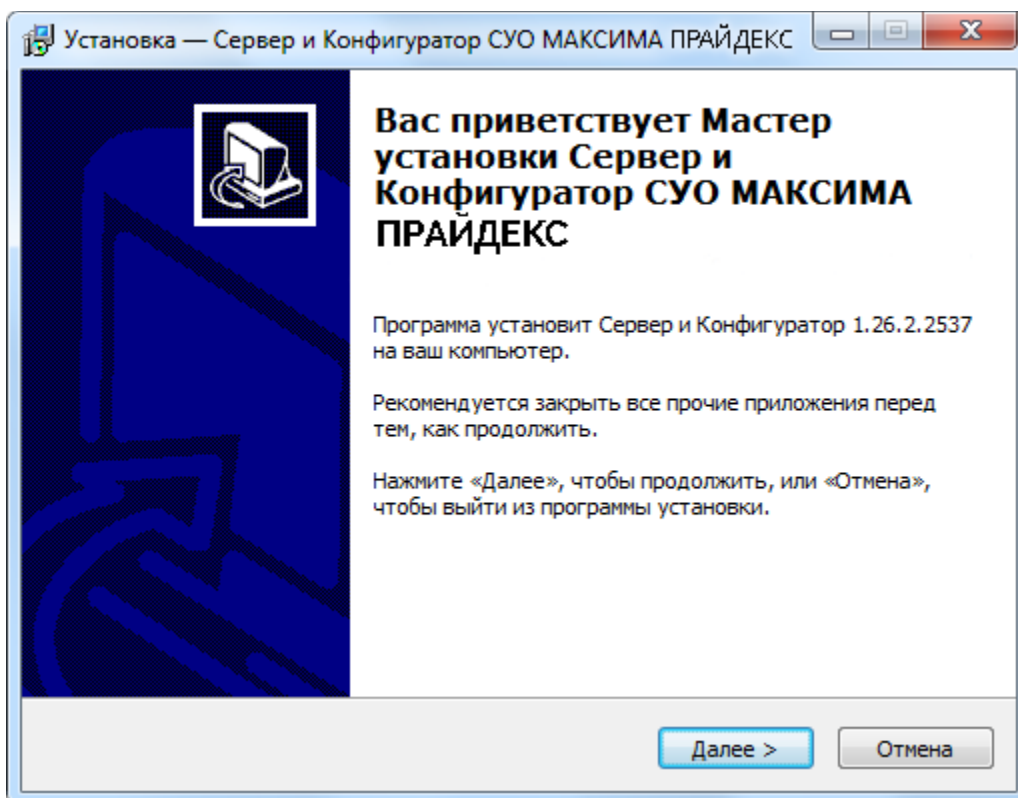 Установка — Сервер и Конфигуратор СУО МАКСИМА ПРАЙДЕКС
Вас приветствует Мастер
установки Сервер и
Конфигуратор СУО МАКСИМА
ПРАЙДЕКС
Программа установит Сервер и Конфигуратор 1.26.2.2537
на ваш компьютер.
Рекомендуется закрыть все прочие приложения перед
тем, как продолжить.
Нажмите «Далее», чтобы продолжить, или «Отмена»,
чтобы выйти из программы установки.
Далее > Отмена